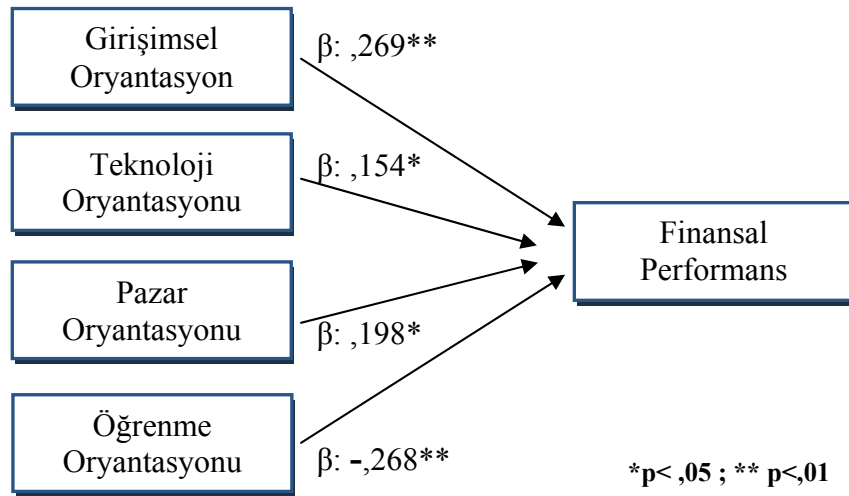 Girişimsel
Oryantasyon
β: ,269**
Teknoloji
Oryantasyonu
β: ,154*
Pazar
Oryantasyonu
β: ,198*
Öğrenme
Oryantasyonu
β: -,268**
Finansal
Performans
*p< ,05 ; ** p<,01